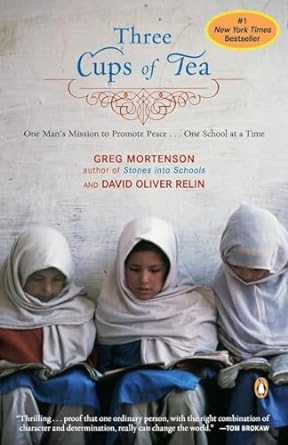 #1
New York Times
Bestseller
Three
Cups of Tea
One Man's Mission to Promote Peace . . . One School at a Time
GREG MORTENSON
author of Stones into Schools
AND DAVID OLIVER RELIN
"Thrilling . . . proof that one ordinary person, with the right combination of
character and determination, really can change the world." —TOM BROKAW